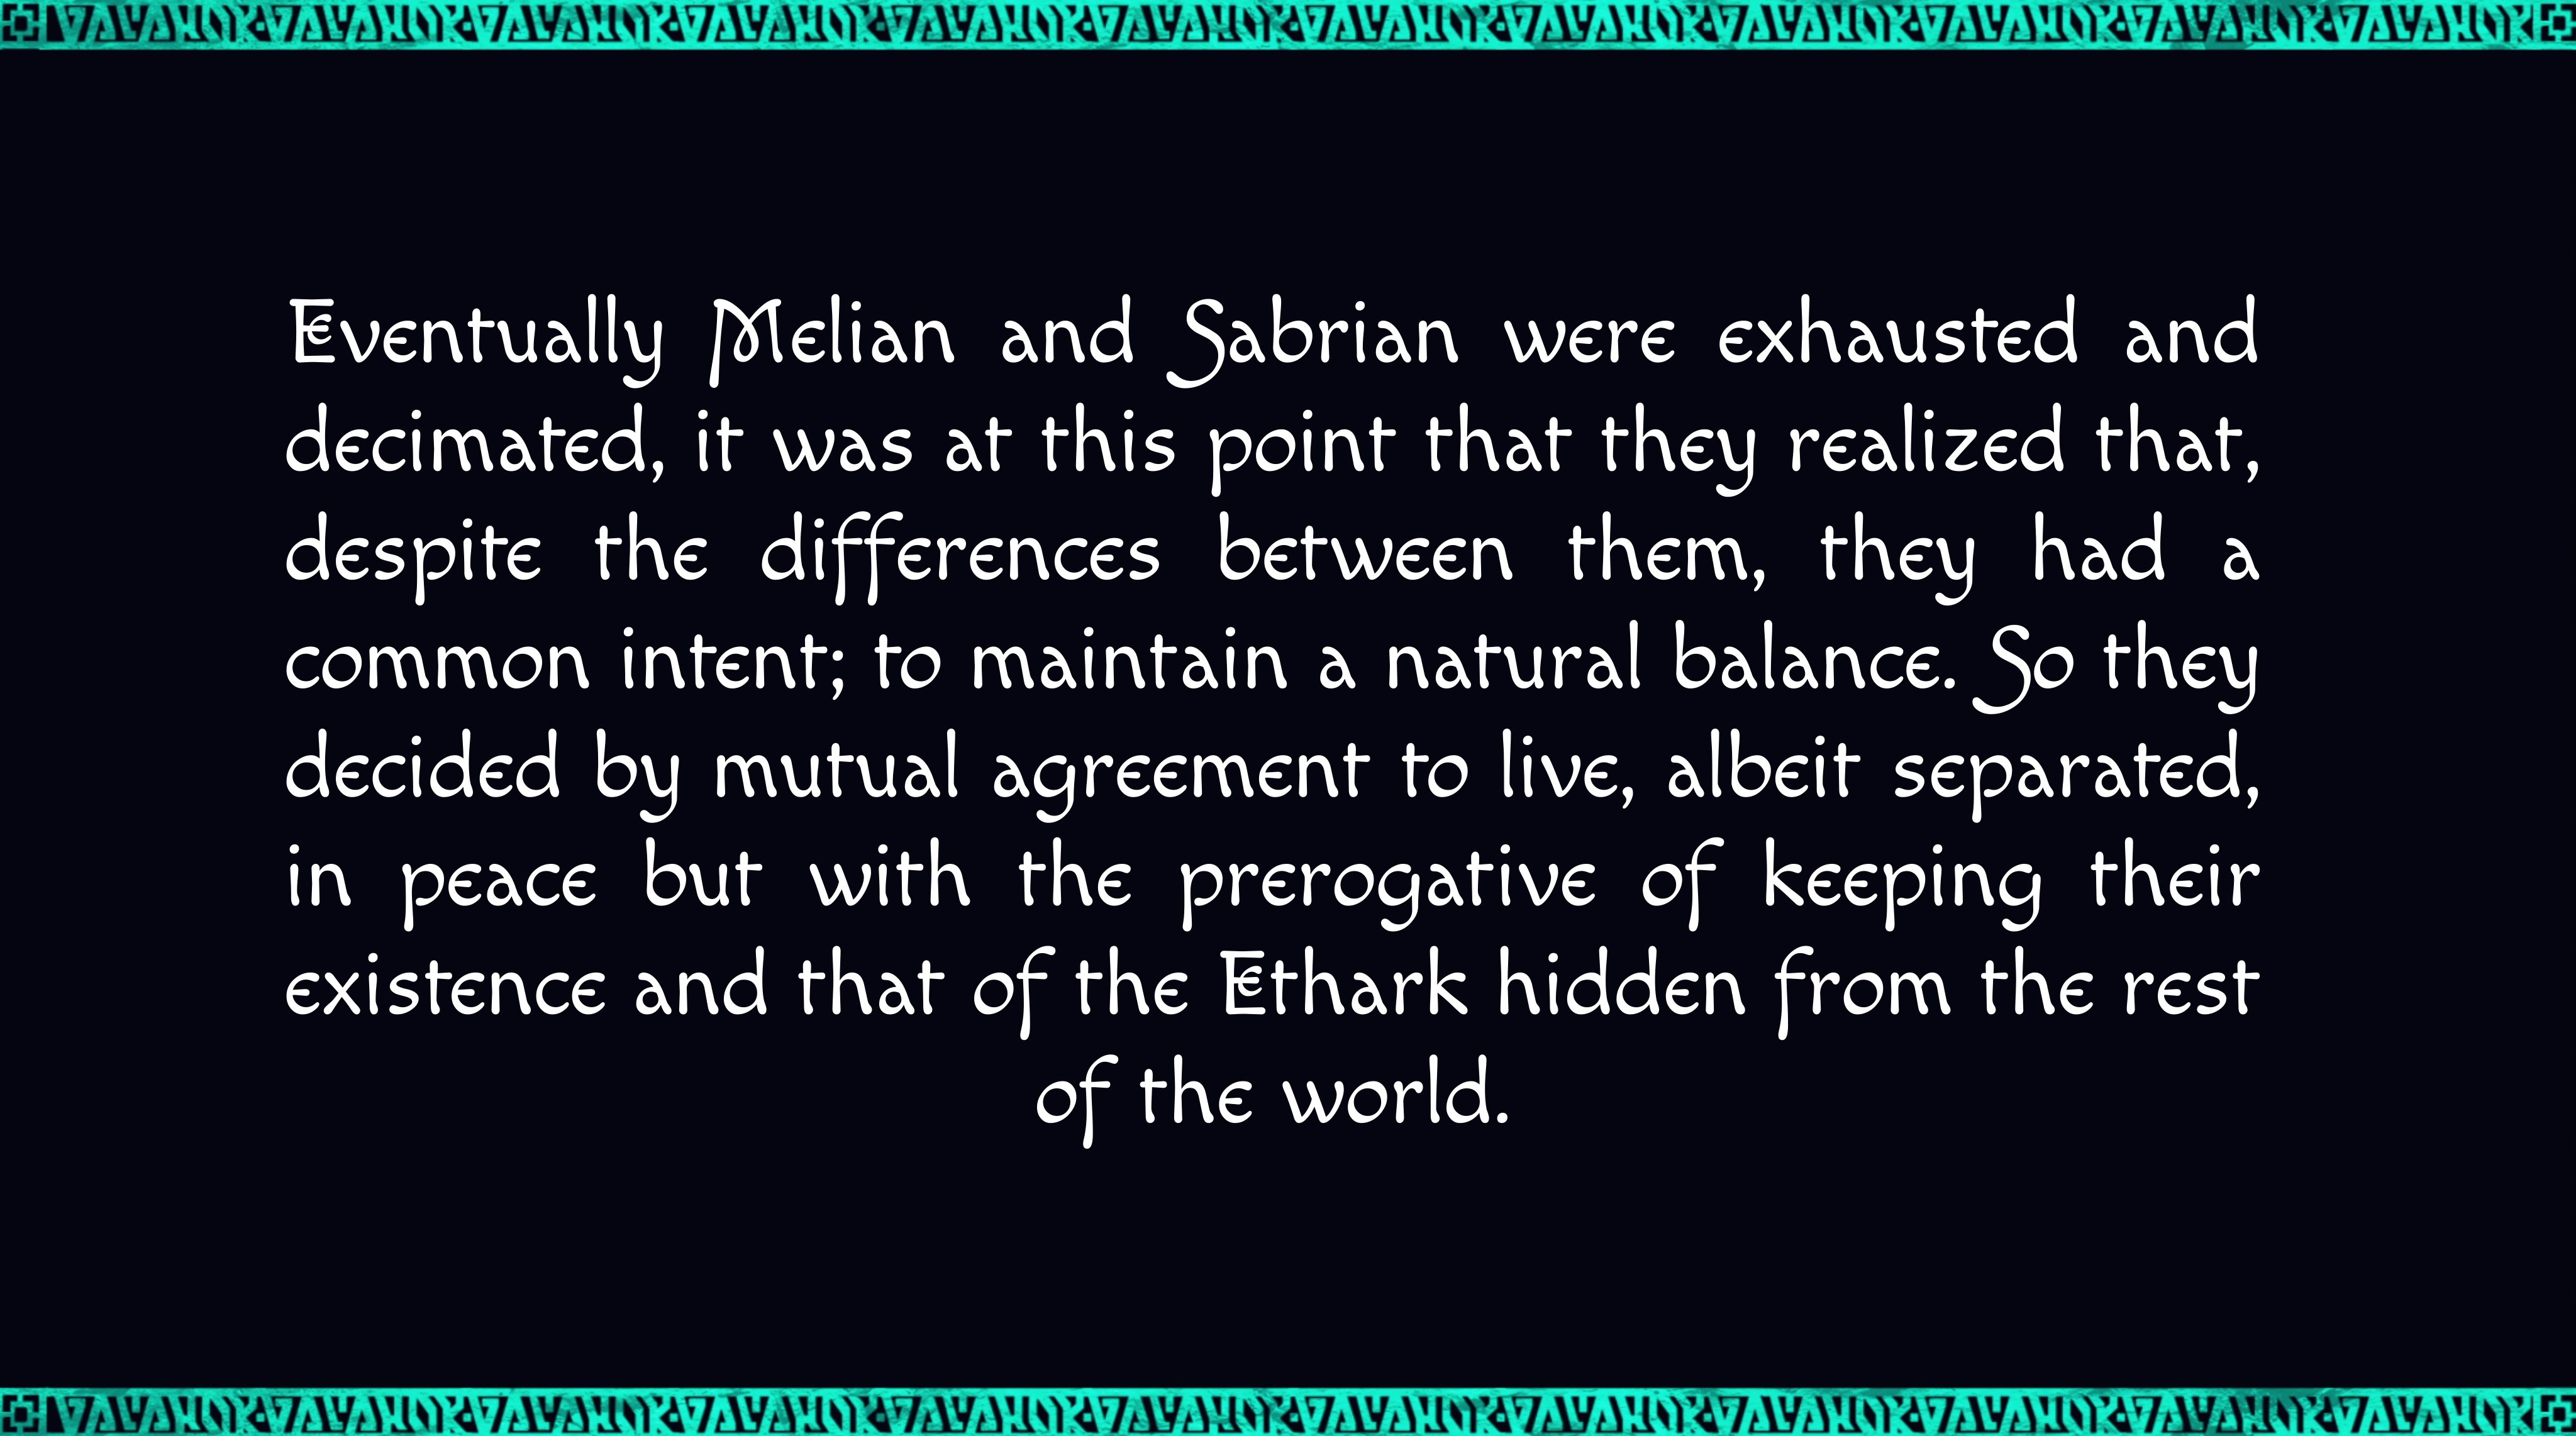 Eventually Melian and Sabrian were exhausted and
decimated, it was at this point that they realized that,
despite the differences between them, they had a
common intent; to maintain a natural balance. So they
decided by mutual agreement to live, albeit separated,
in peace but with the prerogative of keeping their
existence and that of the Ethark hidden from the rest
of the world.